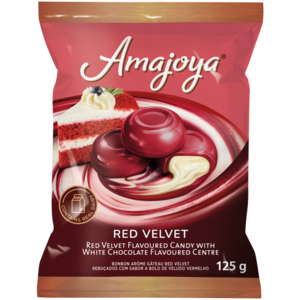 Amajoya
RED VELVET
RED VELVET FLAVOURED CANDY WITH
WHITE CHOCOLATE FLAVOURED CENTRE
BONBON ARÔME GÂTEAU RED VELVET
REBUÇADOS COM SABOR A BOLO DE VELUDO VERMELHO
125 g